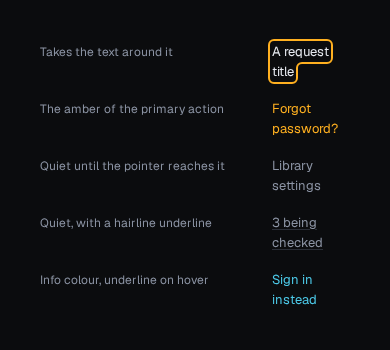 Takes the text around it
A request
title
The amber of the primary action
Forgot
password?
Quiet until the pointer reaches it
Library
settings
Quiet, with a hairline underline
3 being
checked
Info colour, underline on hover
Sign in
instead